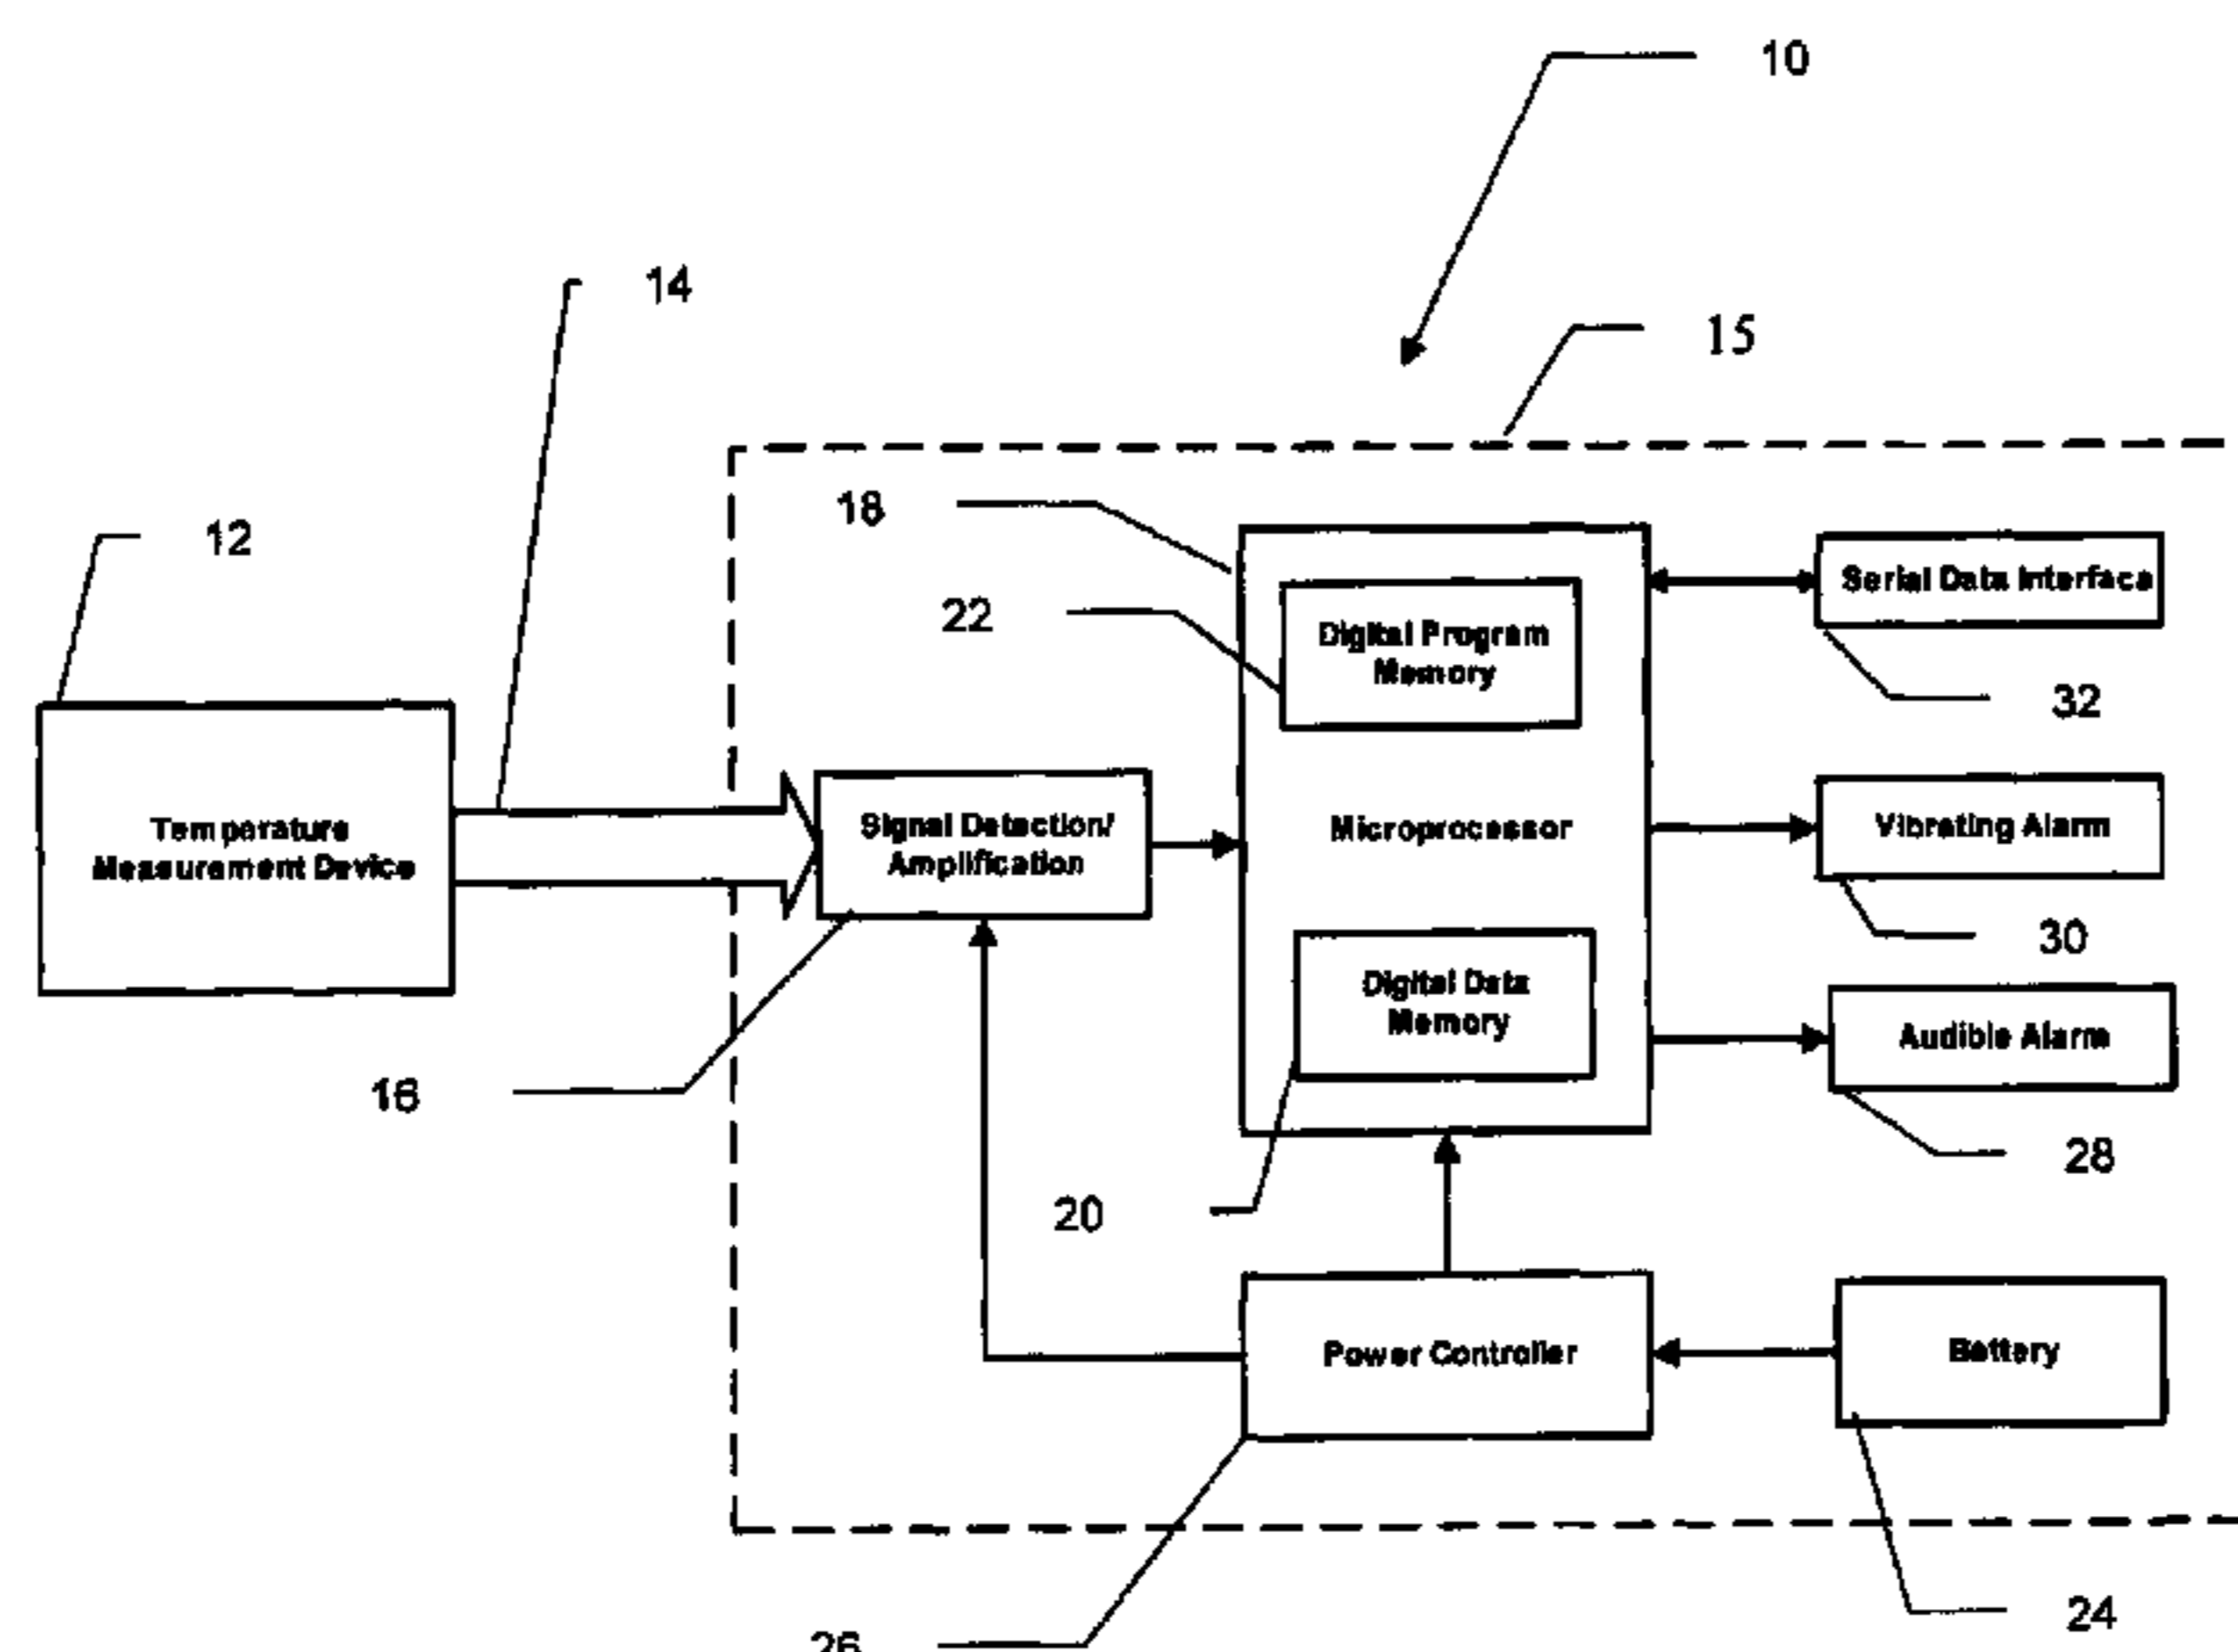 10
14
15
18
12
Serial Data Interface
22
Digital Program
Memory
32
Temperature
Measurement Device
Signal Detection/
Amplification
Microprocessor
Vibrating Alarm
30
Digital Data
Memory
Audible Alarm
16
28
20
Power Controller
Battery
24
26